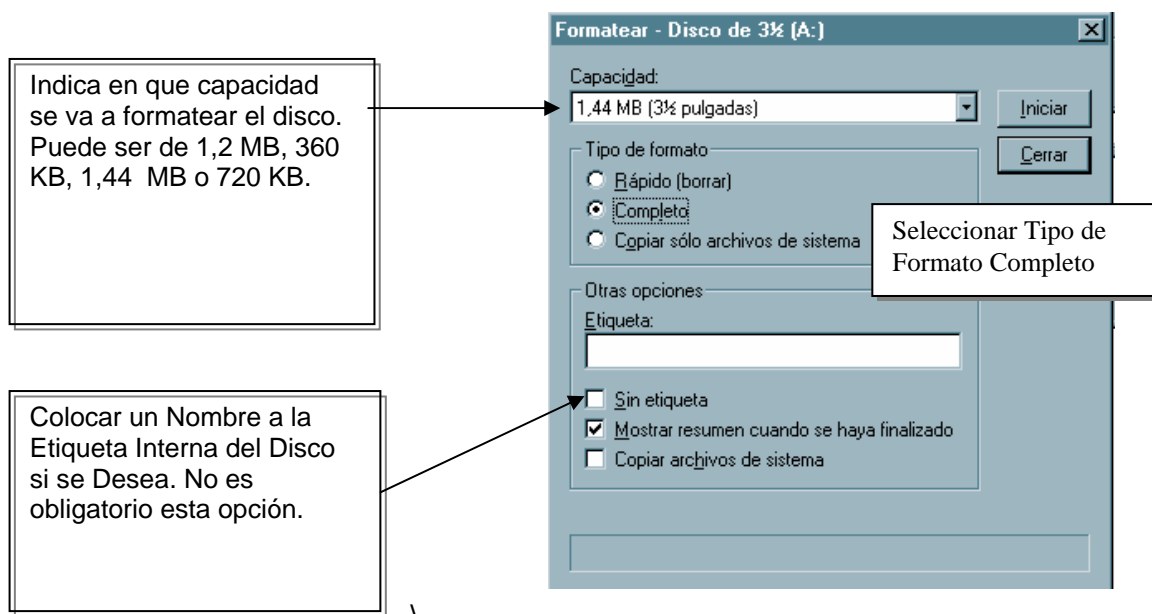 Indica en que capacidad
se va a formatear el disco.
Puede ser de 1,2 MB, 360
KB, 1,44 MB o 720 KB.
Colocar un Nombre a la
Etiqueta Interna del Disco
si se Desea. No es
obligatorio esta opción.
Formatear - Disco de 3½ (A:)
Capacidad:
1,44 MB (3½ pulgadas)
Iniciar
Cerrar
Tipo de formato
Rápido (borrar)
Completo
Copiar sólo archivos de sistema
Seleccionar Tipo de
Formato Completo
Otras opciones
Etiqueta:
Sin etiqueta
Mostrar resumen cuando se haya finalizado
Copiar archivos de sistema
\